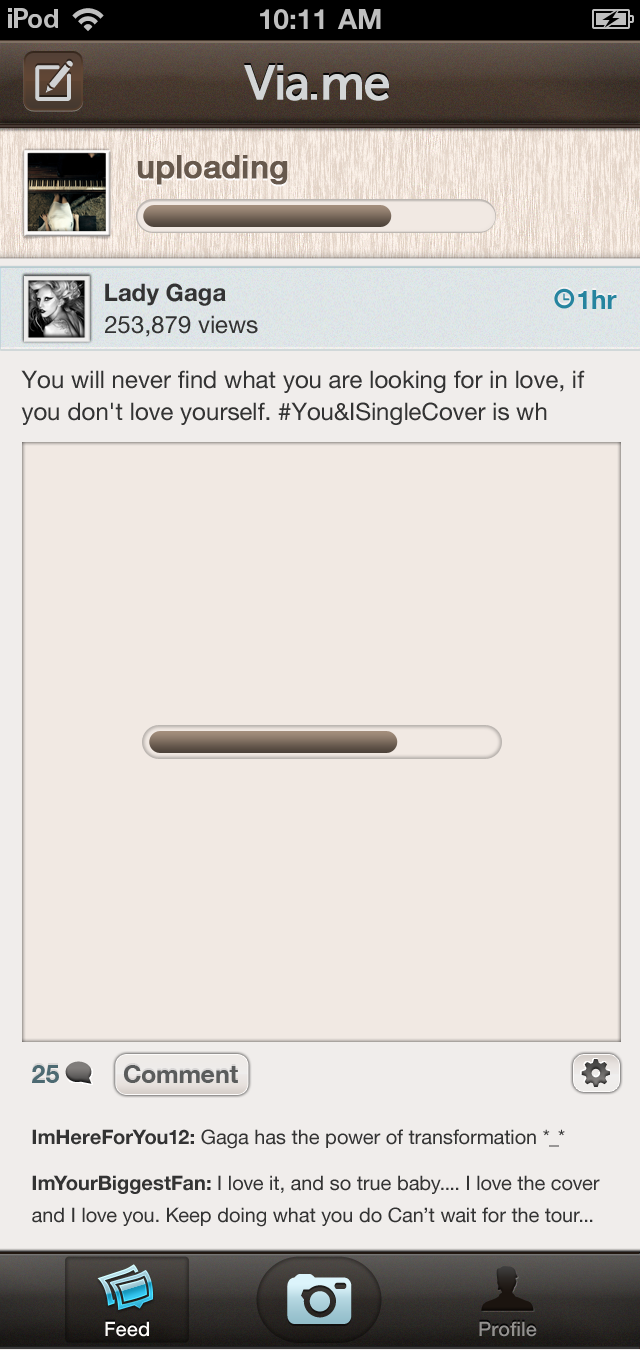 iPod 10:11 AM
Via.me
uploading
Lady Gaga
253,879 views
1hr
You will never find what you are looking for in love, if
you don't love yourself. #You&ISingleCover is wh
25 Comment
ImHereForYou12: Gaga has the power of transformation *_*
ImYourBiggestFan: I love it, and so true baby.... I love the cover
and I love you. Keep doing what you do Can’t wait for the tour...
Feed Profile